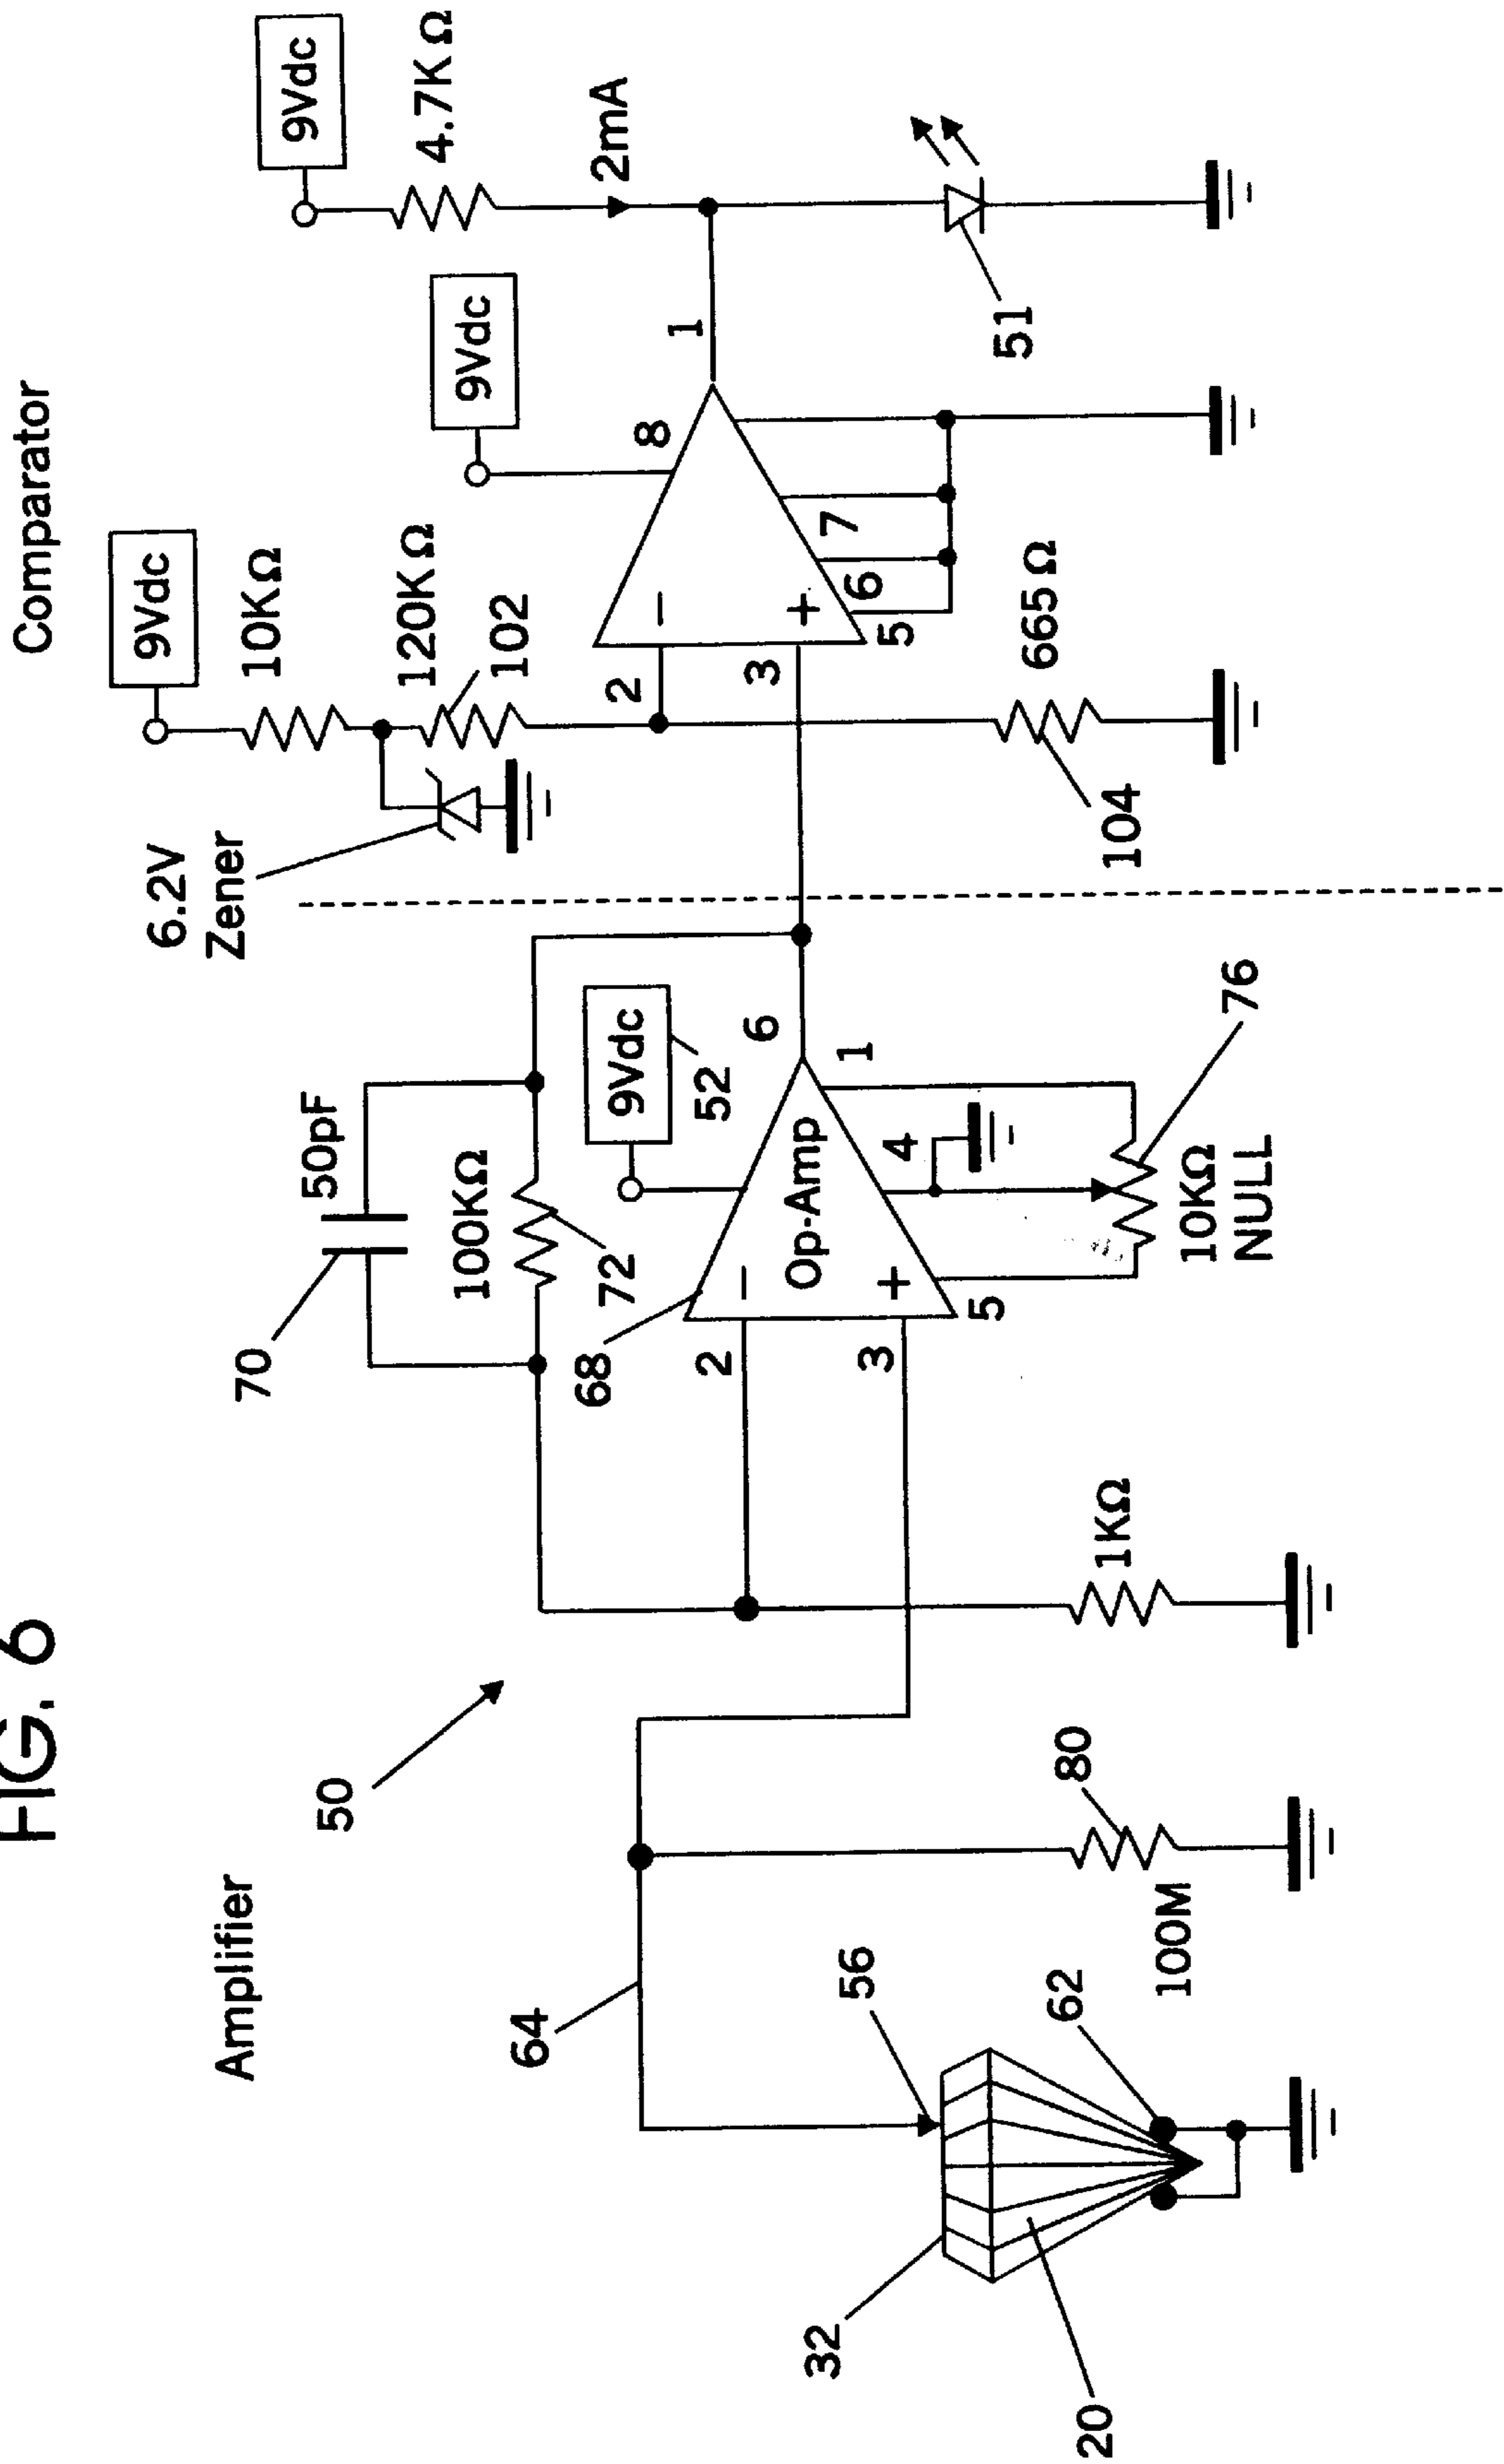 FIG. 6
Amplifier
Comparator
50
70
50pF
100KΩ
72
9Vdc
52
68
Op-Amp
−
+
2
3
6
1
4
5
10KΩ
NULL
76
1KΩ
64
56
80
100M
62
32
20
6.2V
Zener
9Vdc
10KΩ
120KΩ
102
9Vdc
−
+
2
3
8
1
7
6
5
665Ω
104
9Vdc
4.7KΩ
2mA
51